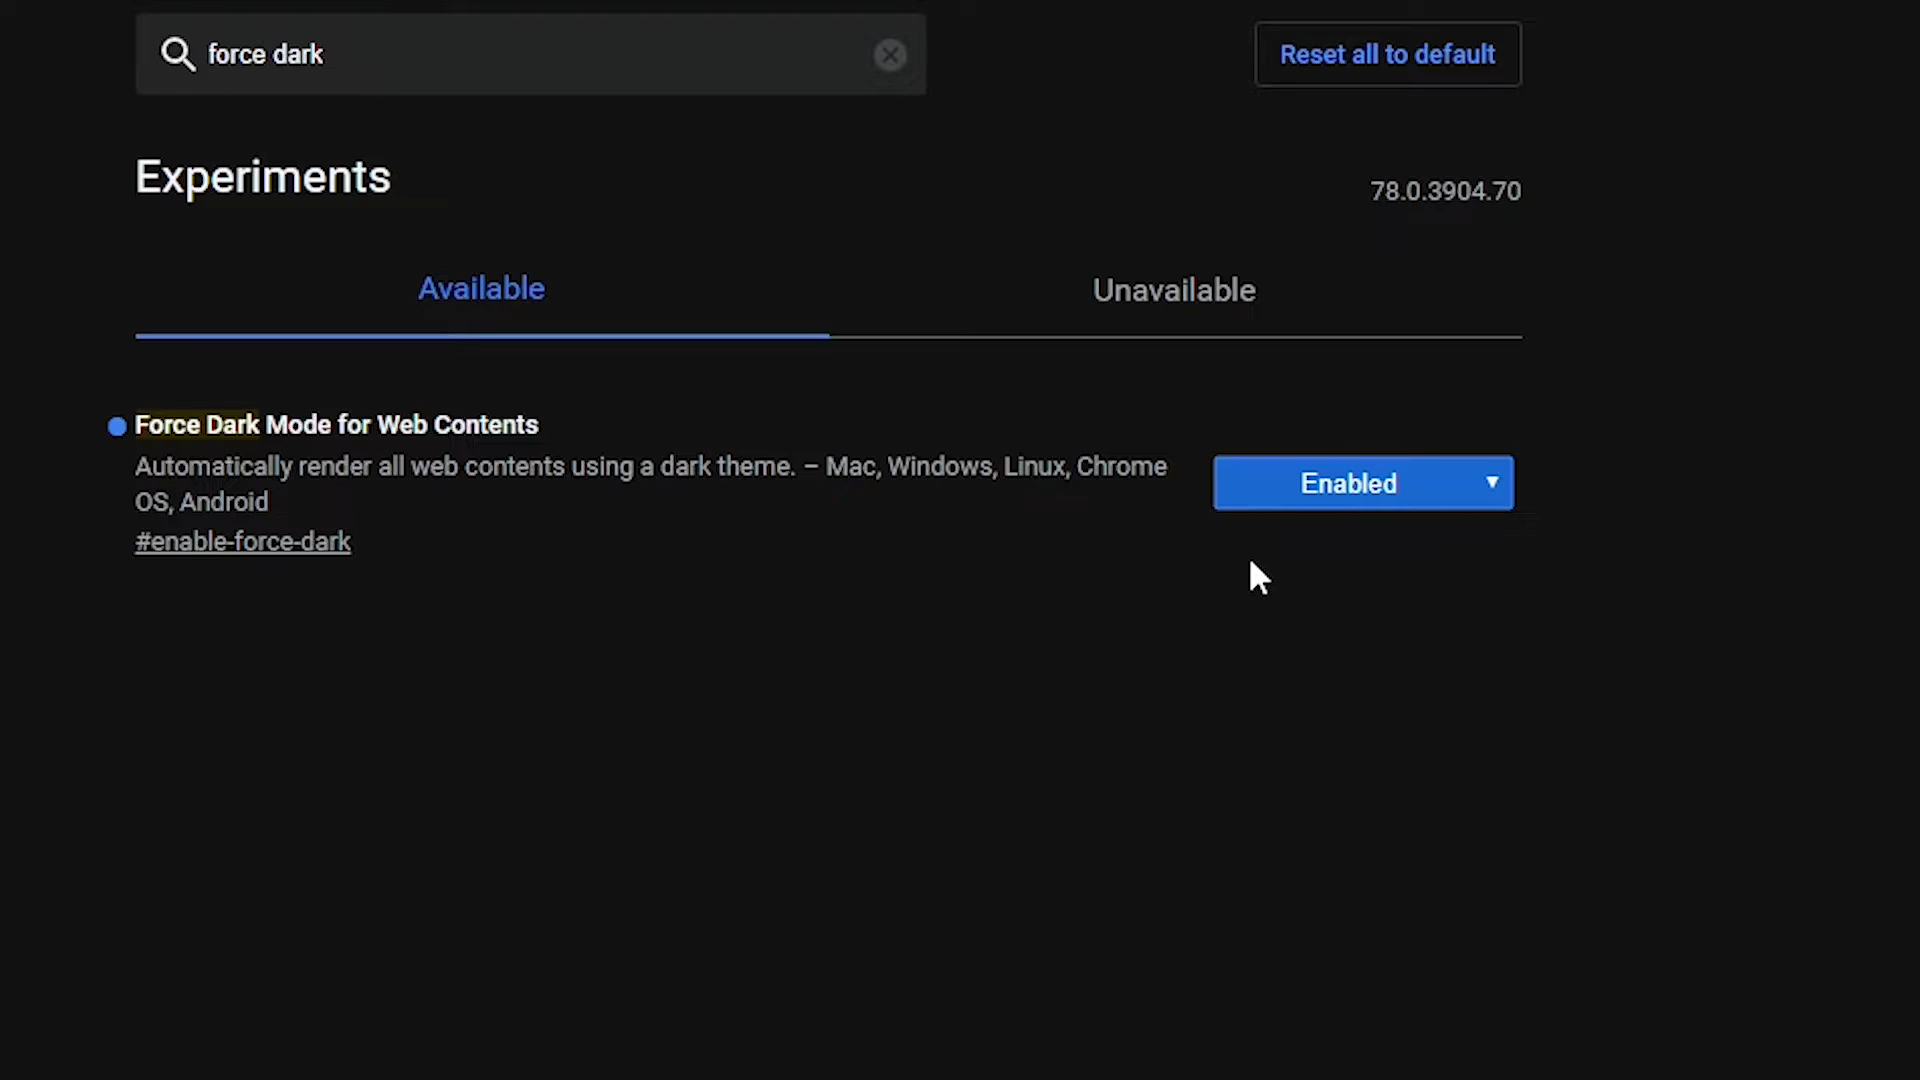 force dark
Reset all to default
Experiments
78.0.3904.70
Available
Unavailable
Force Dark Mode for Web Contents
Automatically render all web contents using a dark theme. – Mac, Windows, Linux, Chrome
OS, Android
#enable-force-dark
Enabled